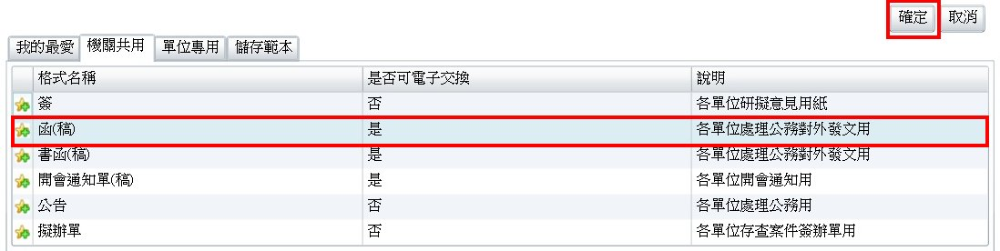 確定 取消
我的最愛 機關共用 單位專用 儲存範本
格式名稱 是否可電子交換 說明
簽 否 各單位研擬意見用紙
函(稿) 是 各單位處理公務對外發文用
書函(稿) 是 各單位處理公務對外發文用
開會通知單(稿) 是 各單位開會通知用
公告 否 各單位處理公務用
擬辦單 否 各單位存查案件簽辦單用